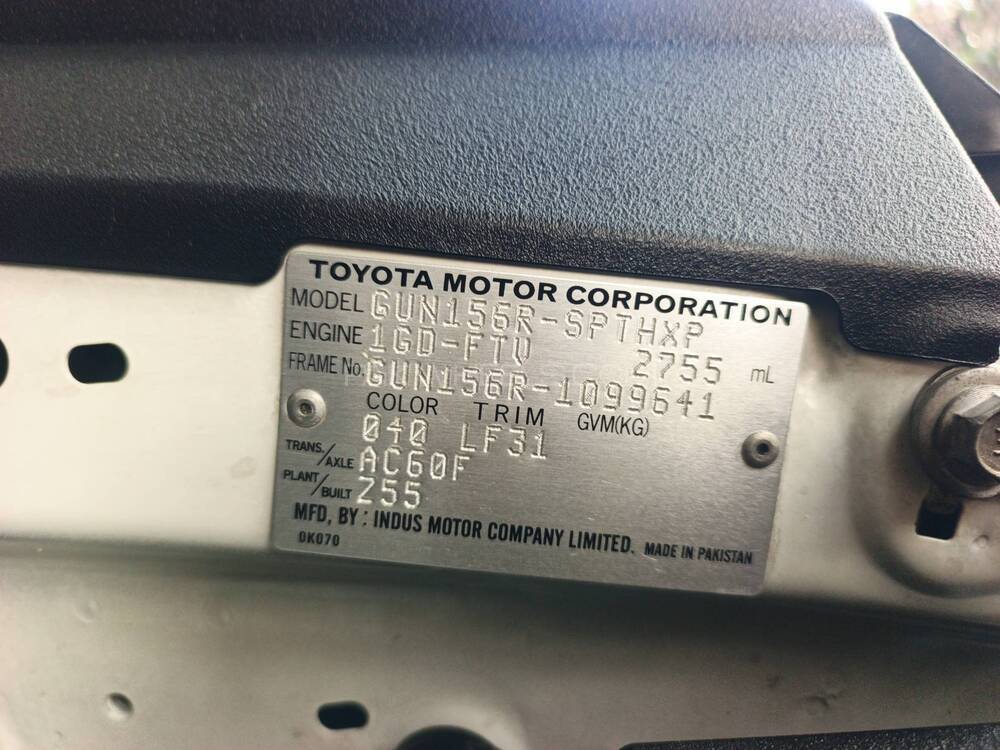 TOYOTA MOTOR CORPORATION
MODEL GUN156R-SPTHXP
ENGINE 1GD-FTV 2755 mL
FRAME No. GUN156R-1099641
COLOR TRIM GVM(KG)
040 LF31
TRANS./AXLE AC60F
PLANT/BUILT Z55
MFD, BY : INDUS MOTOR COMPANY LIMITED. MADE IN PAKISTAN
0K070